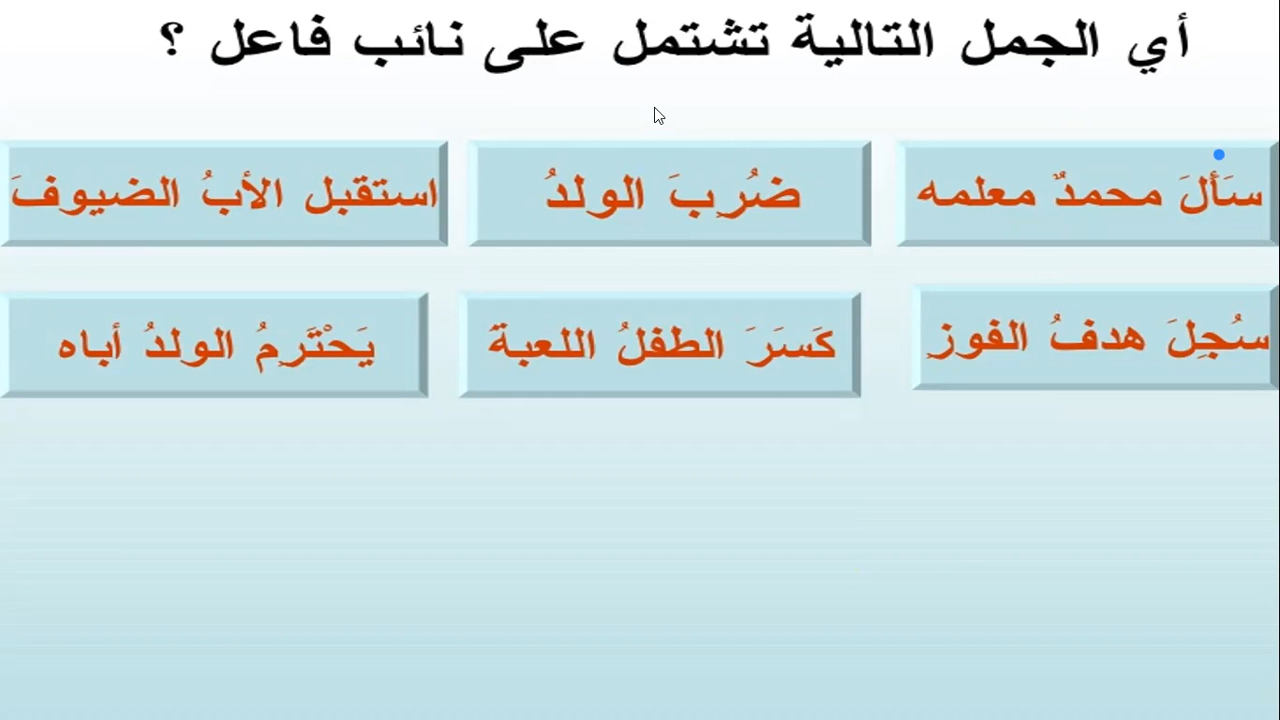 أي الجمل التالية تشتمل على نائب فاعل ؟
سَأَلَ محمدٌ معلمه
ضُرِبَ الولدُ
استقبل الأبُ الضيوفَ
سُجِلَ هدفُ الفوزِ
كَسَرَ الطفلُ اللعبةَ
يَحْتَرِمُ الولدُ أباه